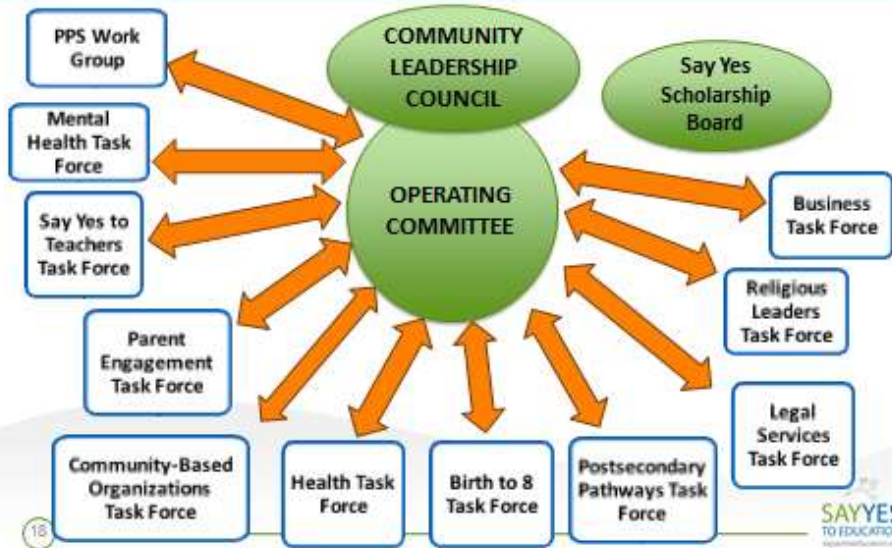 PPS Work
Group
COMMUNITY
LEADERSHIP
COUNCIL
Say Yes
Scholarship
Board
Mental
Health Task
Force
OPERATING
COMMITTEE
Say Yes to
Teachers
Task Force
Business
Task Force
Parent
Engagement
Task Force
Religious
Leaders
Task Force
Community-Based
Organizations
Task Force
Health Task
Force
Birth to 8
Task Force
Postsecondary
Pathways Task
Force
Legal
Services
Task Force
18
SAYYES
TO EDUCATION